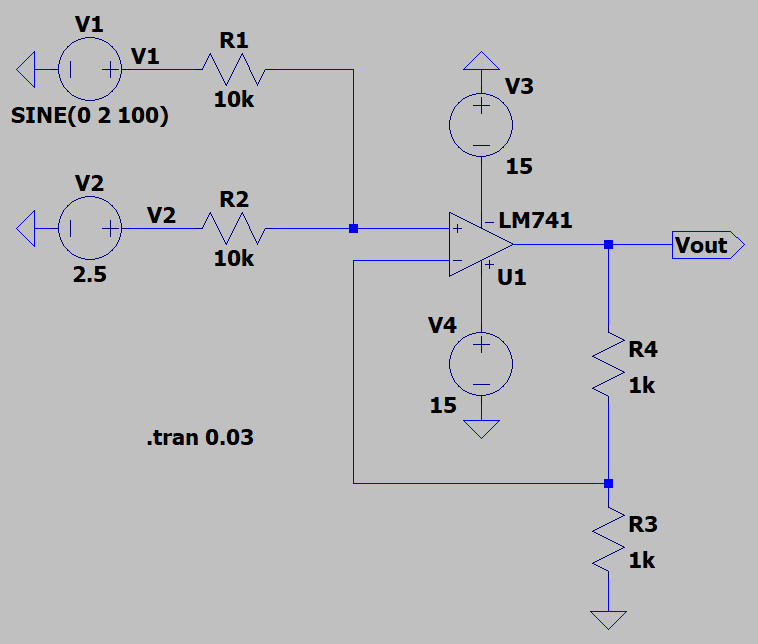 V1
V1
R1
10k
SINE(0 2 100)
V3
15
V2
V2
R2
10k
2.5
LM741
U1
Vout
V4
15
R4
1k
.tran 0.03
R3
1k